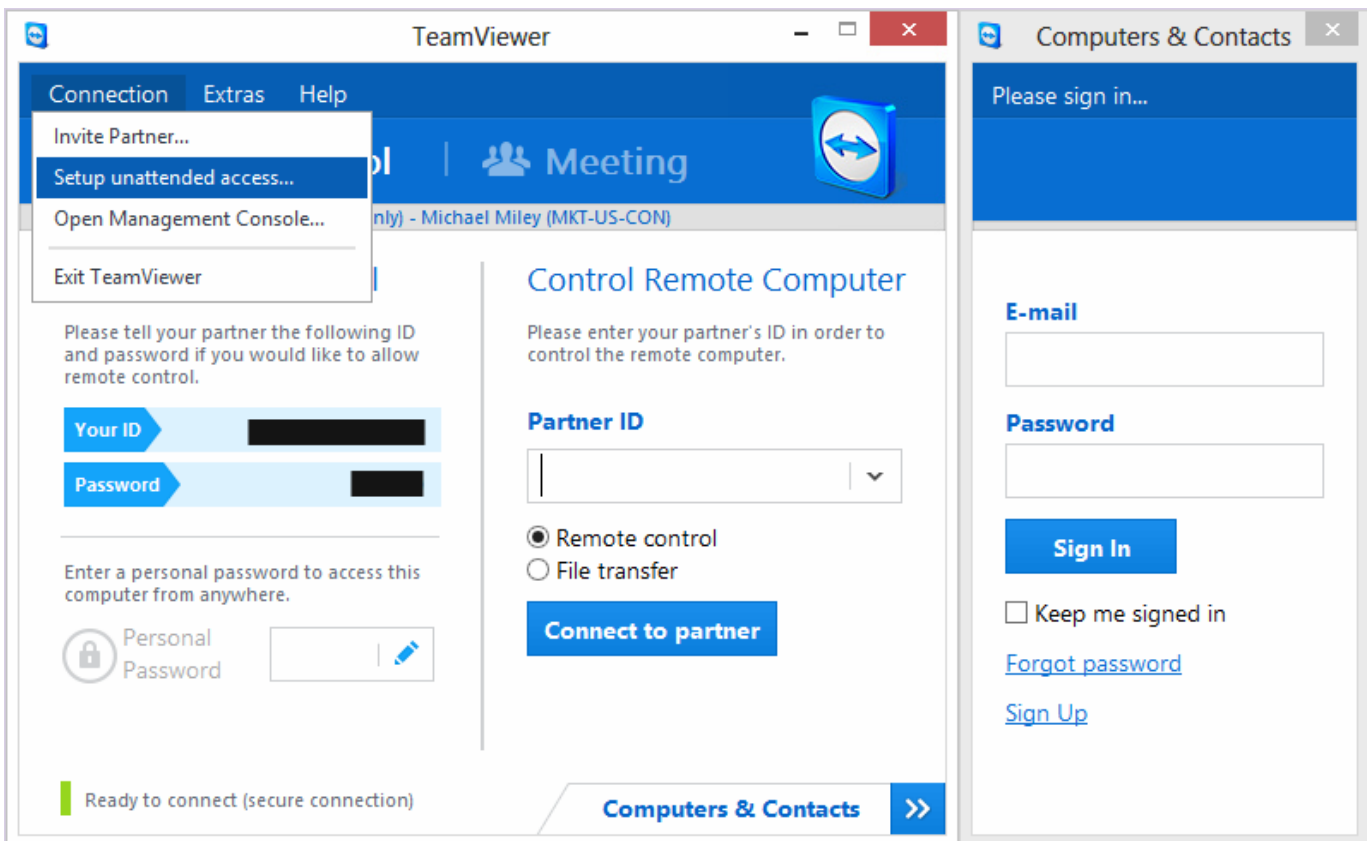 TeamViewer
Connection Extras Help
Invite Partner...
Setup unattended access...
Open Management Console...
Exit TeamViewer
Meeting
- Michael Miley (MKT-US-CON)
Please tell your partner the following ID
and password if you would like to allow
remote control.
Your ID
Password
Enter a personal password to access this
computer from anywhere.
Personal
Password
Ready to connect (secure connection)
Control Remote Computer
Please enter your partner's ID in order to
control the remote computer.
Partner ID
Remote control
File transfer
Connect to partner
Computers & Contacts
Computers & Contacts
Please sign in...
E-mail
Password
Sign In
Keep me signed in
Forgot password
Sign Up